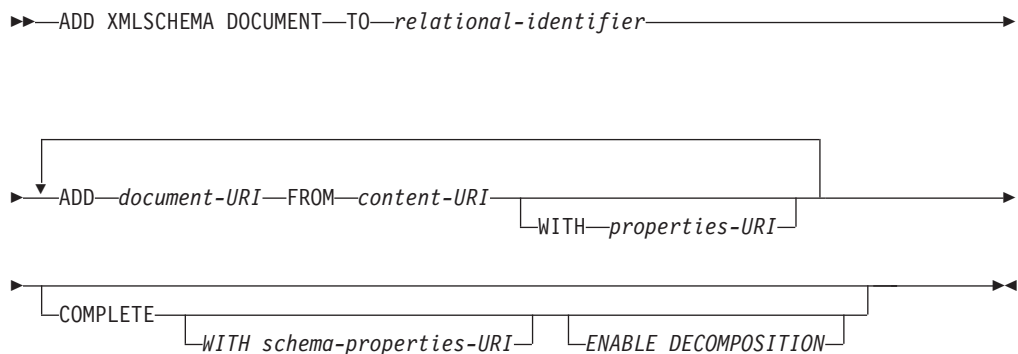 ADD XMLSCHEMA DOCUMENT TO relational-identifier
ADD document-URI FROM content-URI
WITH properties-URI
COMPLETE
WITH schema-properties-URI ENABLE DECOMPOSITION